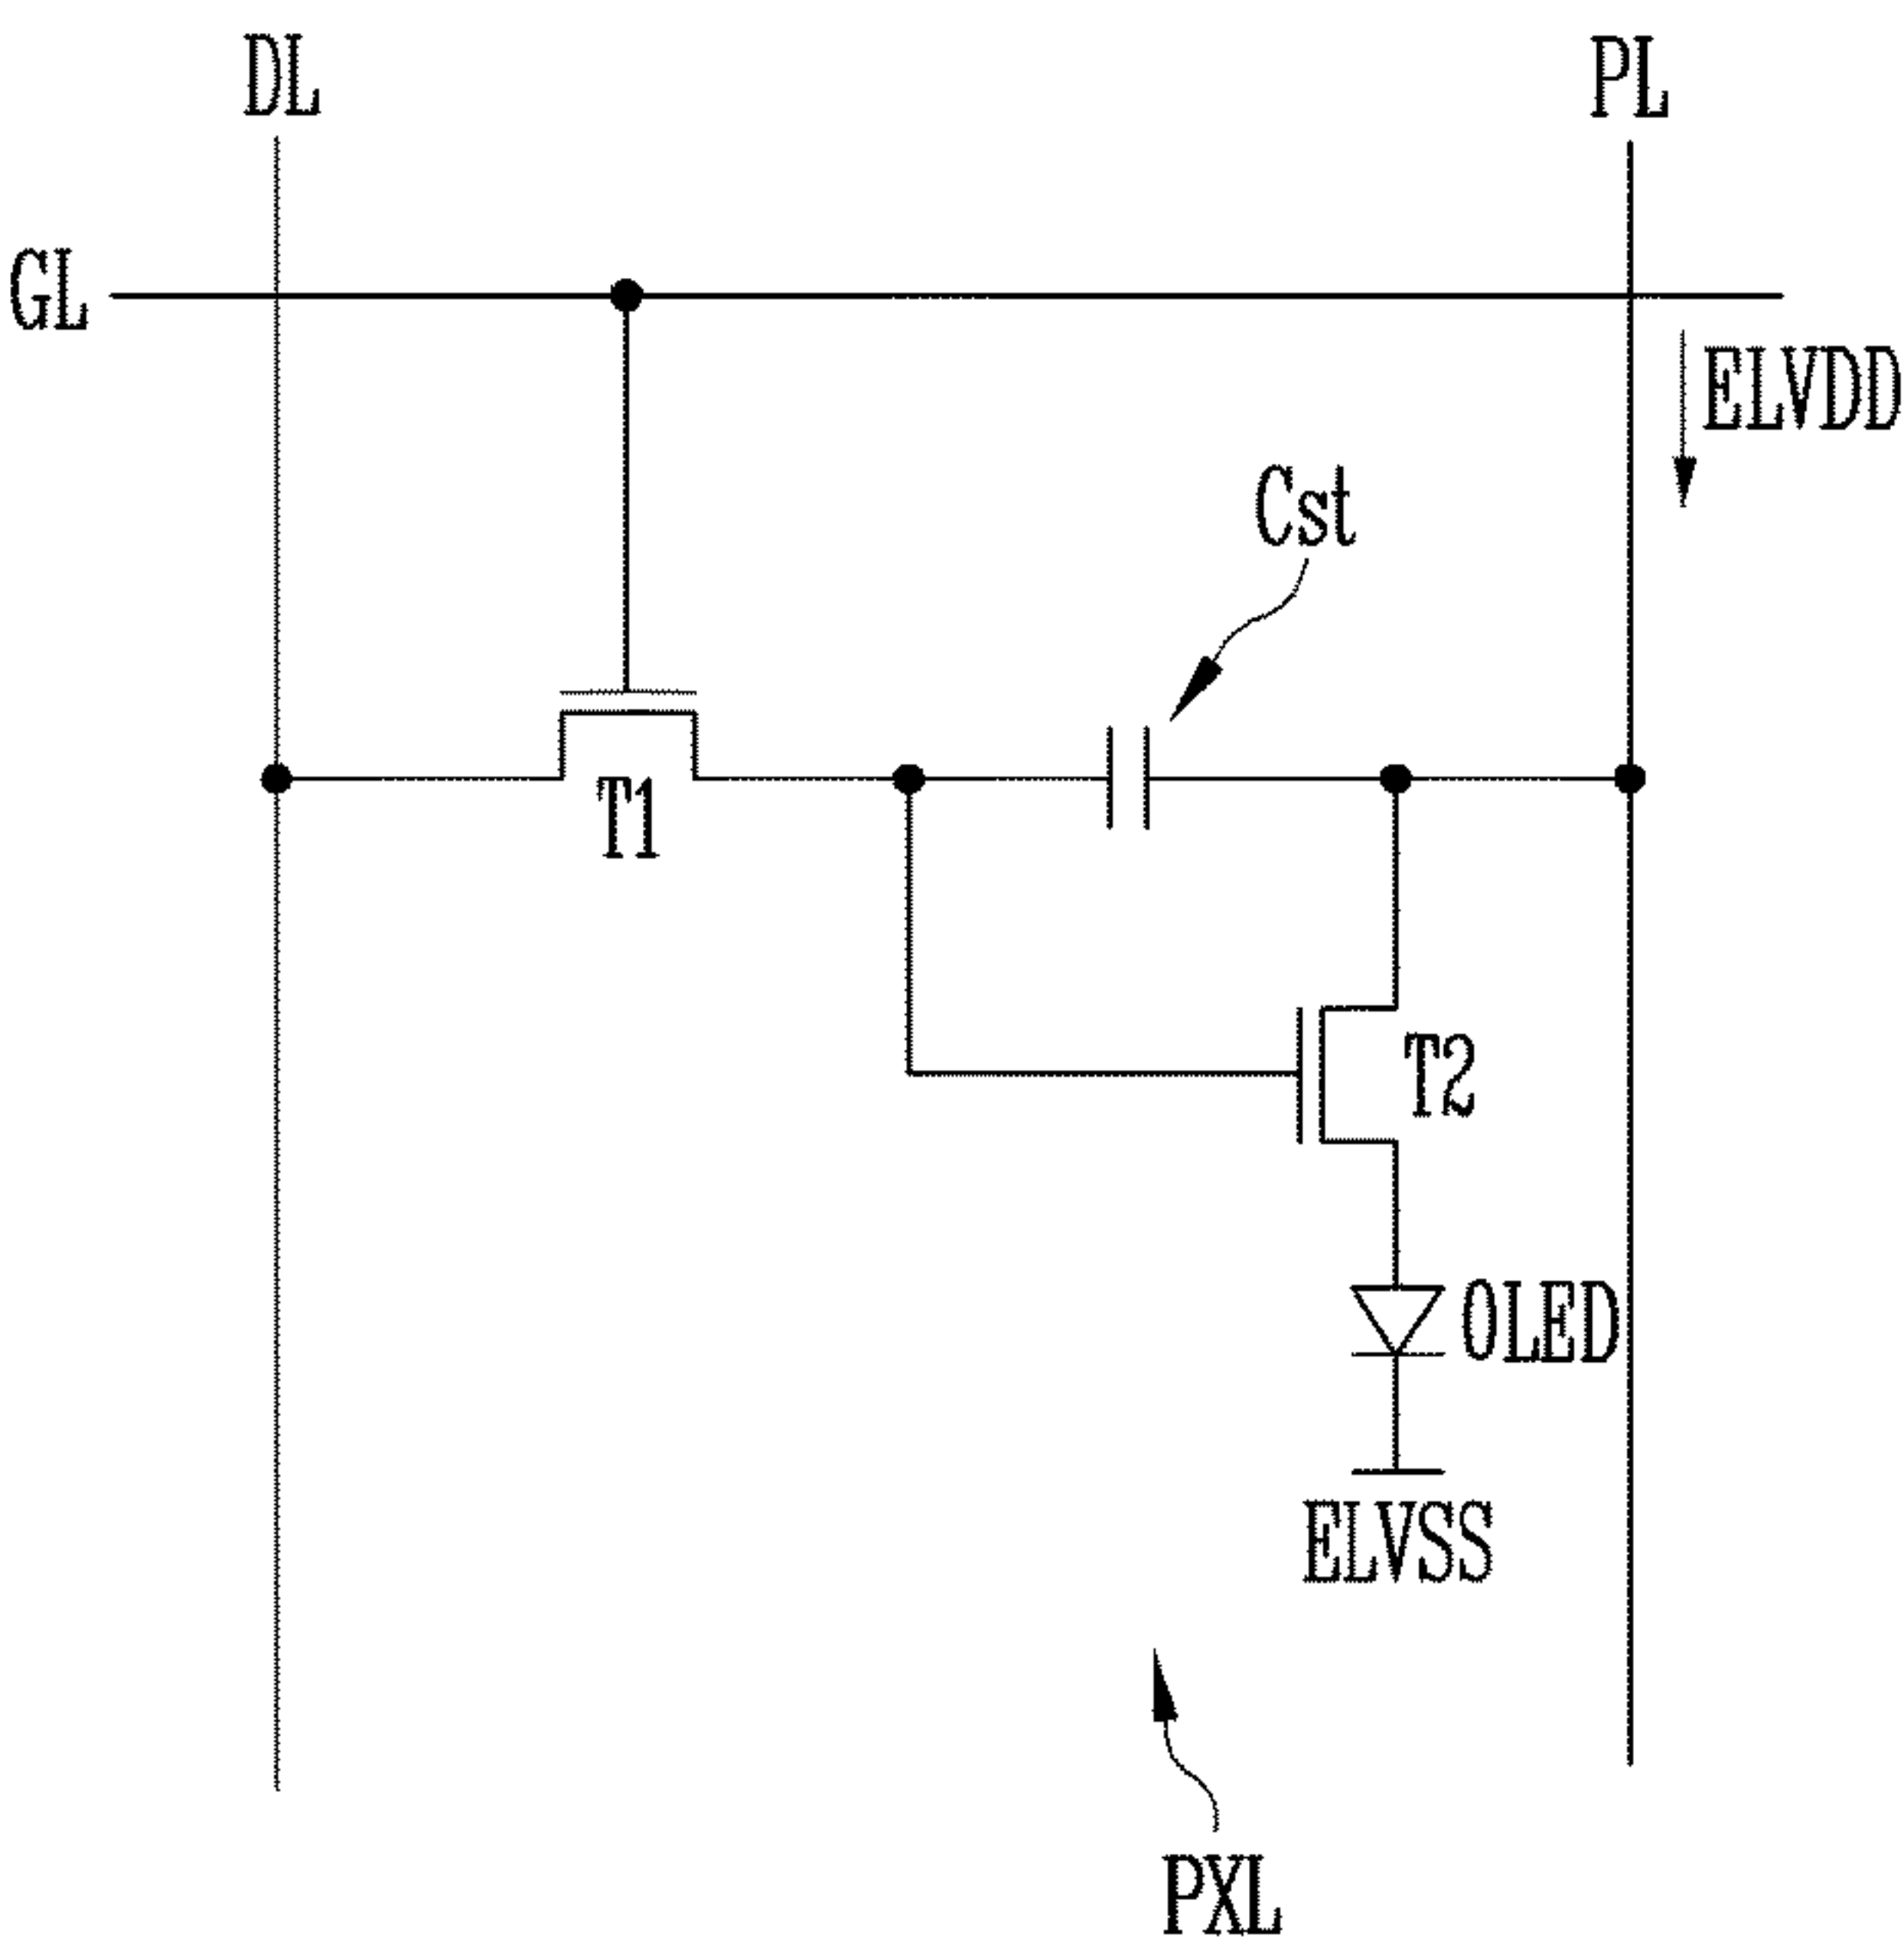 DL
PL
GL
ELVDD
Cst
T1
T2
OLED
ELVSS
PXL